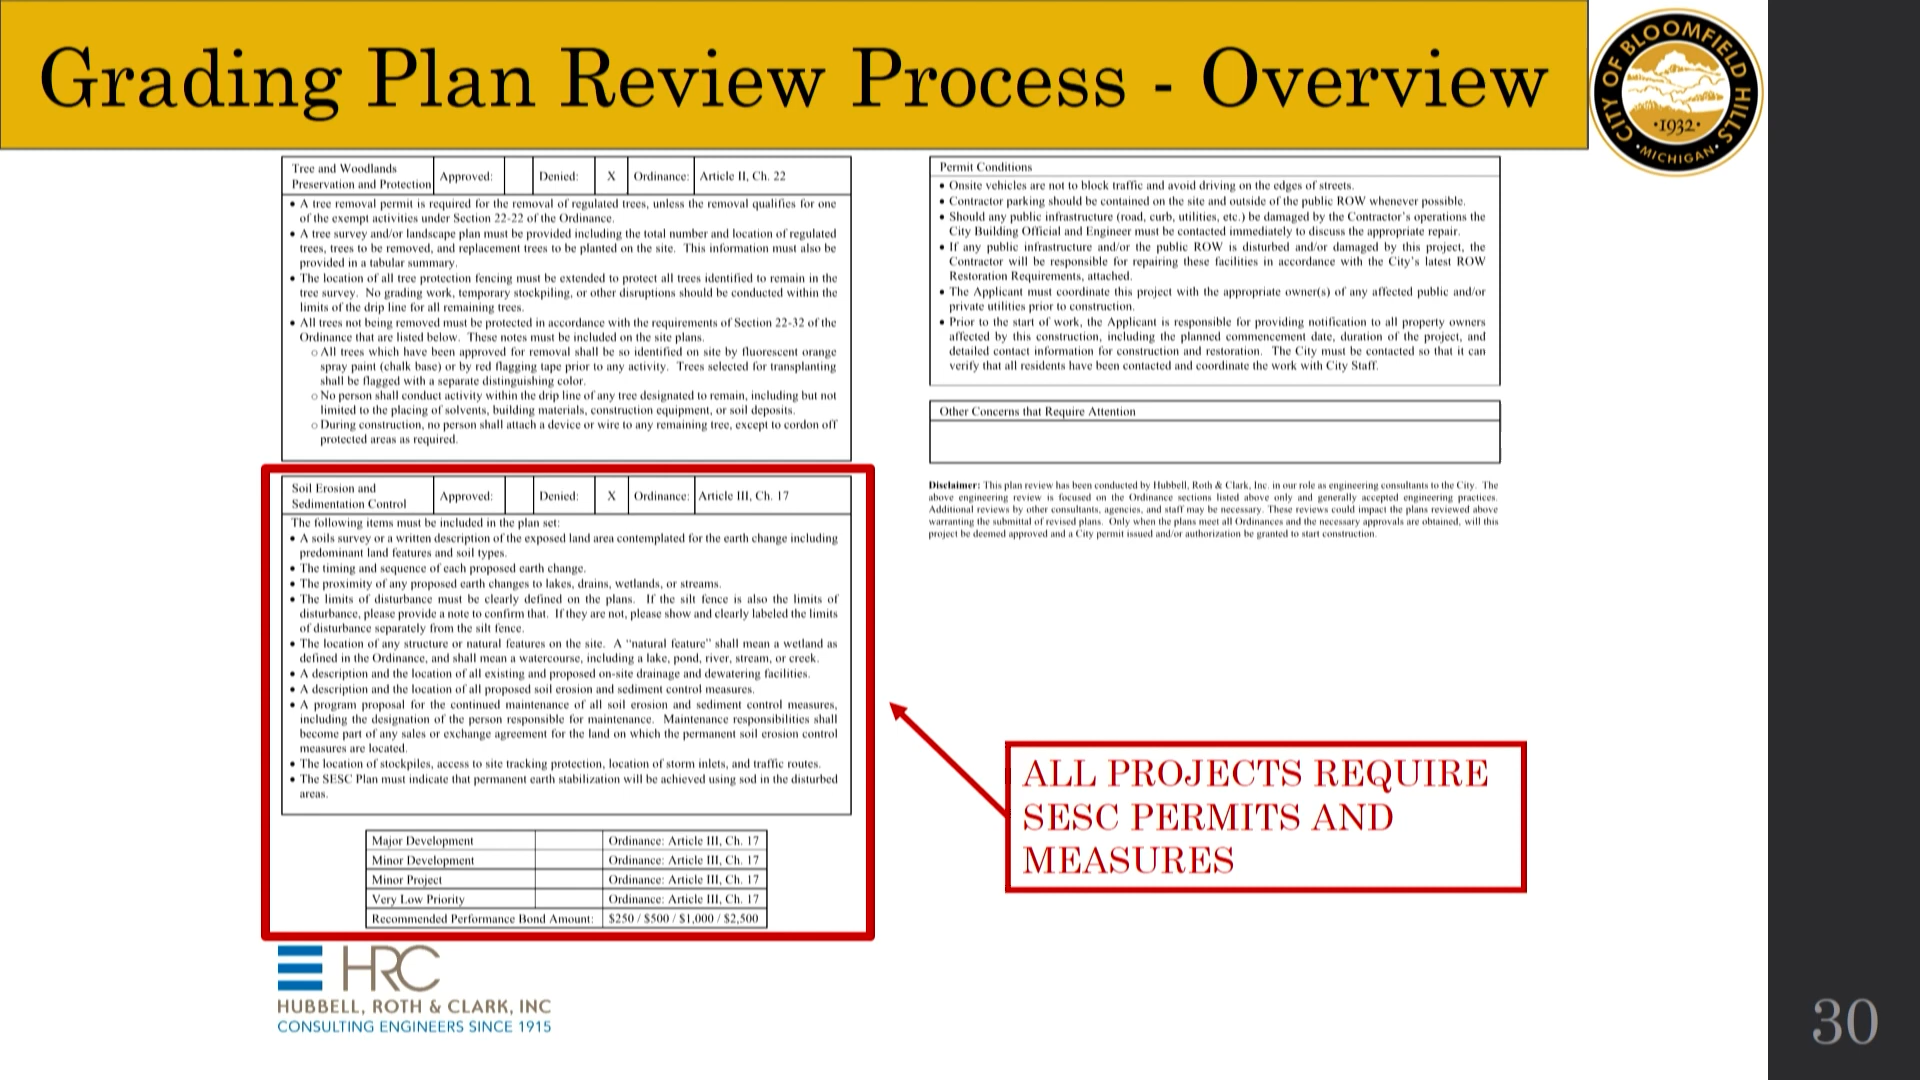 Grading Plan Review Process - Overview
CITY OF BLOOMFIELD HILLS
•1932•
•MICHIGAN•
Tree and Woodlands
Preservation and Protection
Approved:
Denied:
X
Ordinance:
Article II, Ch. 22
• A tree removal permit is required for the removal of regulated trees, unless the removal qualifies for one
of the exempt activities under Section 22-22 of the Ordinance.
• A tree survey and/or landscape plan must be provided including the total number and location of regulated
trees, trees to be removed, and replacement trees to be planted on the site. This information must also be
provided in a tabular summary.
• The location of all tree protection fencing must be extended to protect all trees identified to remain in the
tree survey. No grading work, temporary stockpiling, or other disruptions should be conducted within the
limits of the drip line for all remaining trees.
• All trees not being removed must be protected in accordance with the requirements of Section 22-32 of the
Ordinance that are listed below. These notes must be included on the site plans.
o All trees which have been approved for removal shall be so identified on site by fluorescent orange
spray paint (chalk base) or by red flagging tape prior to any activity. Trees selected for transplanting
shall be flagged with a separate distinguishing color.
o No person shall conduct activity within the drip line of any tree designated to remain, including but not
limited to the placing of solvents, building materials, construction equipment, or soil deposits.
o During construction, no person shall attach a device or wire to any remaining tree, except to cordon off
protected areas as required.
Soil Erosion and
Sedimentation Control
Approved:
Denied:
X
Ordinance:
Article III, Ch. 17
The following items must be included in the plan set:
• A soils survey or a written description of the exposed land area contemplated for the earth change including
predominant land features and soil types.
• The timing and sequence of each proposed earth change.
• The proximity of any proposed earth changes to lakes, drains, wetlands, or streams.
• The limits of disturbance must be clearly defined on the plans. If the silt fence is also the limits of
disturbance, please provide a note to confirm that. If they are not, please show and clearly labeled the limits
of disturbance separately from the silt fence.
• The location of any structure or natural features on the site. A "natural feature" shall mean a wetland as
defined in the Ordinance, and shall mean a watercourse, including a lake, pond, river, stream, or creek.
• A description and the location of all existing and proposed on-site drainage and dewatering facilities.
• A description and the location of all proposed soil erosion and sediment control measures.
• A program proposal for the continued maintenance of all soil erosion and sediment control measures,
including the designation of the person responsible for maintenance. Maintenance responsibilities shall
become part of any sales or exchange agreement for the land on which the permanent soil erosion control
measures are located.
• The location of stockpiles, access to site tracking protection, location of storm inlets, and traffic routes.
• The SESC Plan must indicate that permanent earth stabilization will be achieved using sod in the disturbed
areas.
Major Development Ordinance: Article III, Ch. 17
Minor Development Ordinance: Article III, Ch. 17
Minor Project Ordinance: Article III, Ch. 17
Very Low Priority Ordinance: Article III, Ch. 17
Recommended Performance Bond Amount: $250 / $500 / $1,000 / $2,500
HRC
HUBBELL, ROTH & CLARK, INC
CONSULTING ENGINEERS SINCE 1915
Permit Conditions
• Onsite vehicles are not to block traffic and avoid driving on the edges of streets.
• Contractor parking should be contained on the site and outside of the public ROW whenever possible.
• Should any public infrastructure (road, curb, utilities, etc.) be damaged by the Contractor's operations the
City Building Official and Engineer must be contacted immediately to discuss the appropriate repair.
• If any public infrastructure and/or the public ROW is disturbed and/or damaged by this project, the
Contractor will be responsible for repairing these facilities in accordance with the City's latest ROW
Restoration Requirements, attached.
• The Applicant must coordinate this project with the appropriate owner(s) of any affected public and/or
private utilities prior to construction.
• Prior to the start of work, the Applicant is responsible for providing notification to all property owners
affected by this construction, including the planned commencement date, duration of the project, and
detailed contact information for construction and restoration. The City must be contacted so that it can
verify that all residents have been contacted and coordinate the work with City Staff.
Other Concerns that Require Attention
Disclaimer: This plan review has been conducted by Hubbell, Roth & Clark, Inc. in our role as engineering consultants to the City. The
above engineering review is focused on the Ordinance sections listed above only and generally accepted engineering practices.
Additional reviews by other consultants, agencies, and staff may be necessary. These reviews could impact the plans reviewed above
warranting the submittal of revised plans. Only when the plans meet all Ordinances and the necessary approvals are obtained, will this
project be deemed approved and a City permit issued and/or authorization be granted to start construction.
ALL PROJECTS REQUIRE
SESC PERMITS AND
MEASURES
30